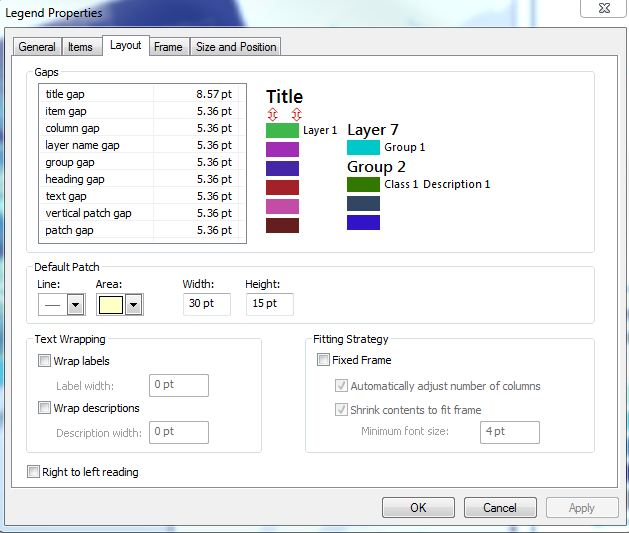 Legend Properties
General Items Layout Frame Size and Position
Gaps
title gap 8.57 pt
item gap 5.36 pt
column gap 5.36 pt
layer name gap 5.36 pt
group gap 5.36 pt
heading gap 5.36 pt
text gap 5.36 pt
vertical patch gap 5.36 pt
patch gap 5.36 pt
Title
Layer 1
Layer 7
Group 1
Group 2
Class 1 Description 1
Default Patch
Line: Area: Width: Height:
30 pt 15 pt
Text Wrapping
Wrap labels
Label width: 0 pt
Wrap descriptions
Description width: 0 pt
Fitting Strategy
Fixed Frame
Automatically adjust number of columns
Shrink contents to fit frame
Minimum font size: 4 pt
Right to left reading
OK Cancel Apply